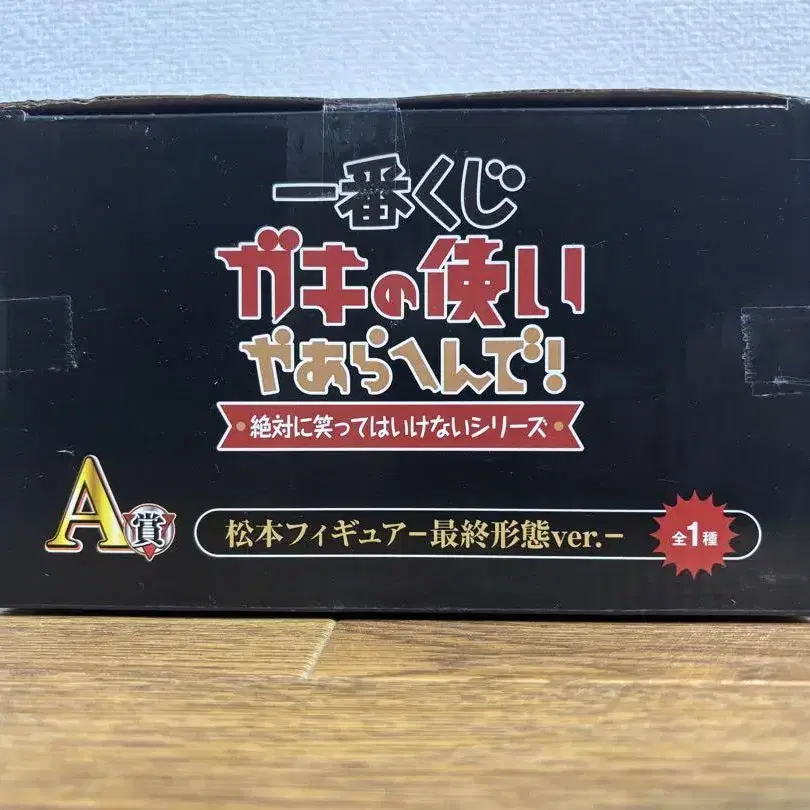 一番くじ
ガキの使い
やあらへんで!
絶対に笑ってはいけないシリーズ
A賞
松本フィギュアー最終形態ver.ー
全1種